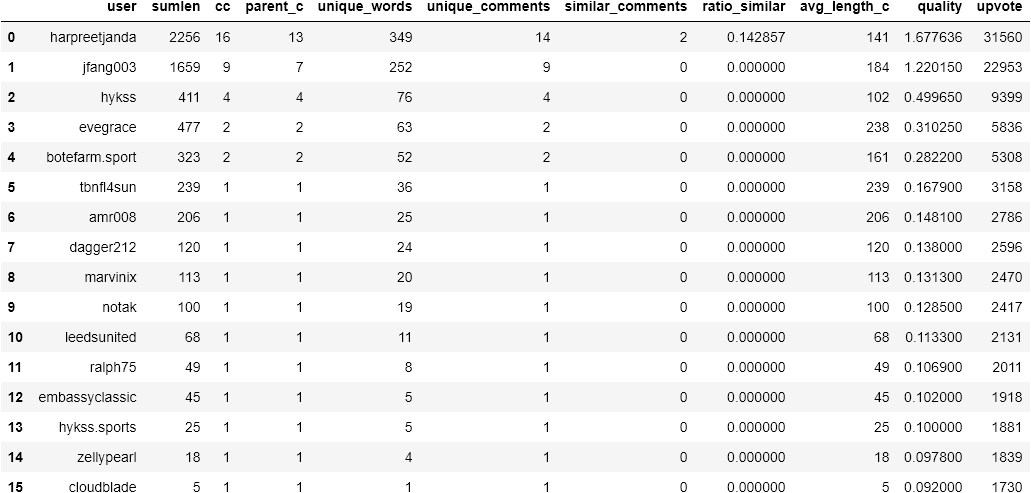 user sumlen cc parent_c unique_words unique_comments similar_comments ratio_similar avg_length_c quality upvote
0 harpreetjanda 2256 16 13 349 14 2 0.142857 141 1.677636 31560
1 jfang003 1659 9 7 252 9 0 0.000000 184 1.220150 22953
2 hykss 411 4 4 76 4 0 0.000000 102 0.499650 9399
3 evegrace 477 2 2 63 2 0 0.000000 238 0.310250 5836
4 botefarm.sport 323 2 2 52 2 0 0.000000 161 0.282200 5308
5 tbnfl4sun 239 1 1 36 1 0 0.000000 239 0.167900 3158
6 amr008 206 1 1 25 1 0 0.000000 206 0.148100 2786
7 dagger212 120 1 1 24 1 0 0.000000 120 0.138000 2596
8 marvinix 113 1 1 20 1 0 0.000000 113 0.131300 2470
9 notak 100 1 1 19 1 0 0.000000 100 0.128500 2417
10 leedsunited 68 1 1 11 1 0 0.000000 68 0.113300 2131
11 ralph75 49 1 1 8 1 0 0.000000 49 0.106900 2011
12 embassyclassic 45 1 1 5 1 0 0.000000 45 0.102000 1918
13 hykss.sports 25 1 1 5 1 0 0.000000 25 0.100000 1881
14 zellypearl 18 1 1 4 1 0 0.000000 18 0.097800 1839
15 cloudblade 5 1 1 1 1 0 0.000000 5 0.092000 1730